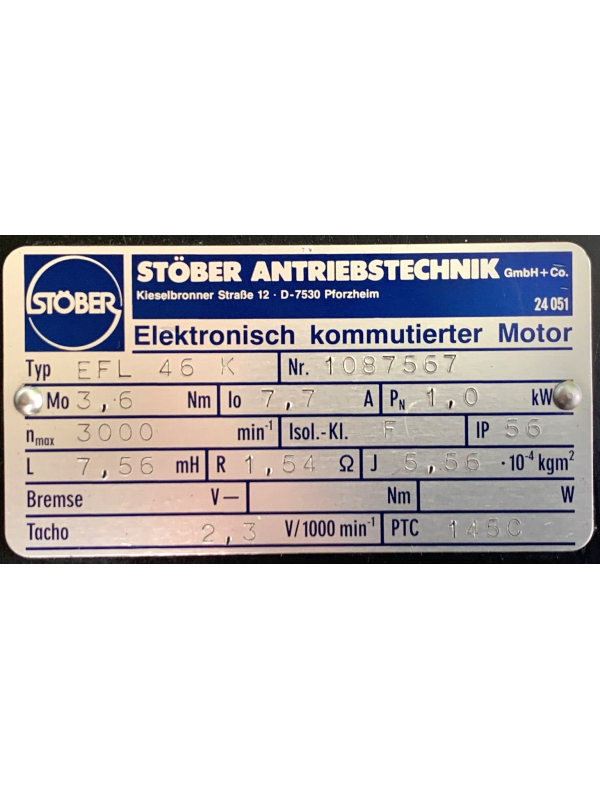 STÖBER
STÖBER ANTRIEBSTECHNIK GmbH+Co.
Kieselbronner Straße 12 · D-7530 Pforzheim
24 051
Elektronisch kommutierter Motor
Typ EFL 46 K Nr. 1087567
Mo 3,6 Nm Io 7,7 A PN 1,0 kW
nmax 3000 min-1 Isol.-Kl. F IP 56
L 7,56 mH R 1,54 Ω J 5,56 ·10-4 kgm2
Bremse V– Nm W
Tacho 2,3 V/1000 min-1 PTC 145C